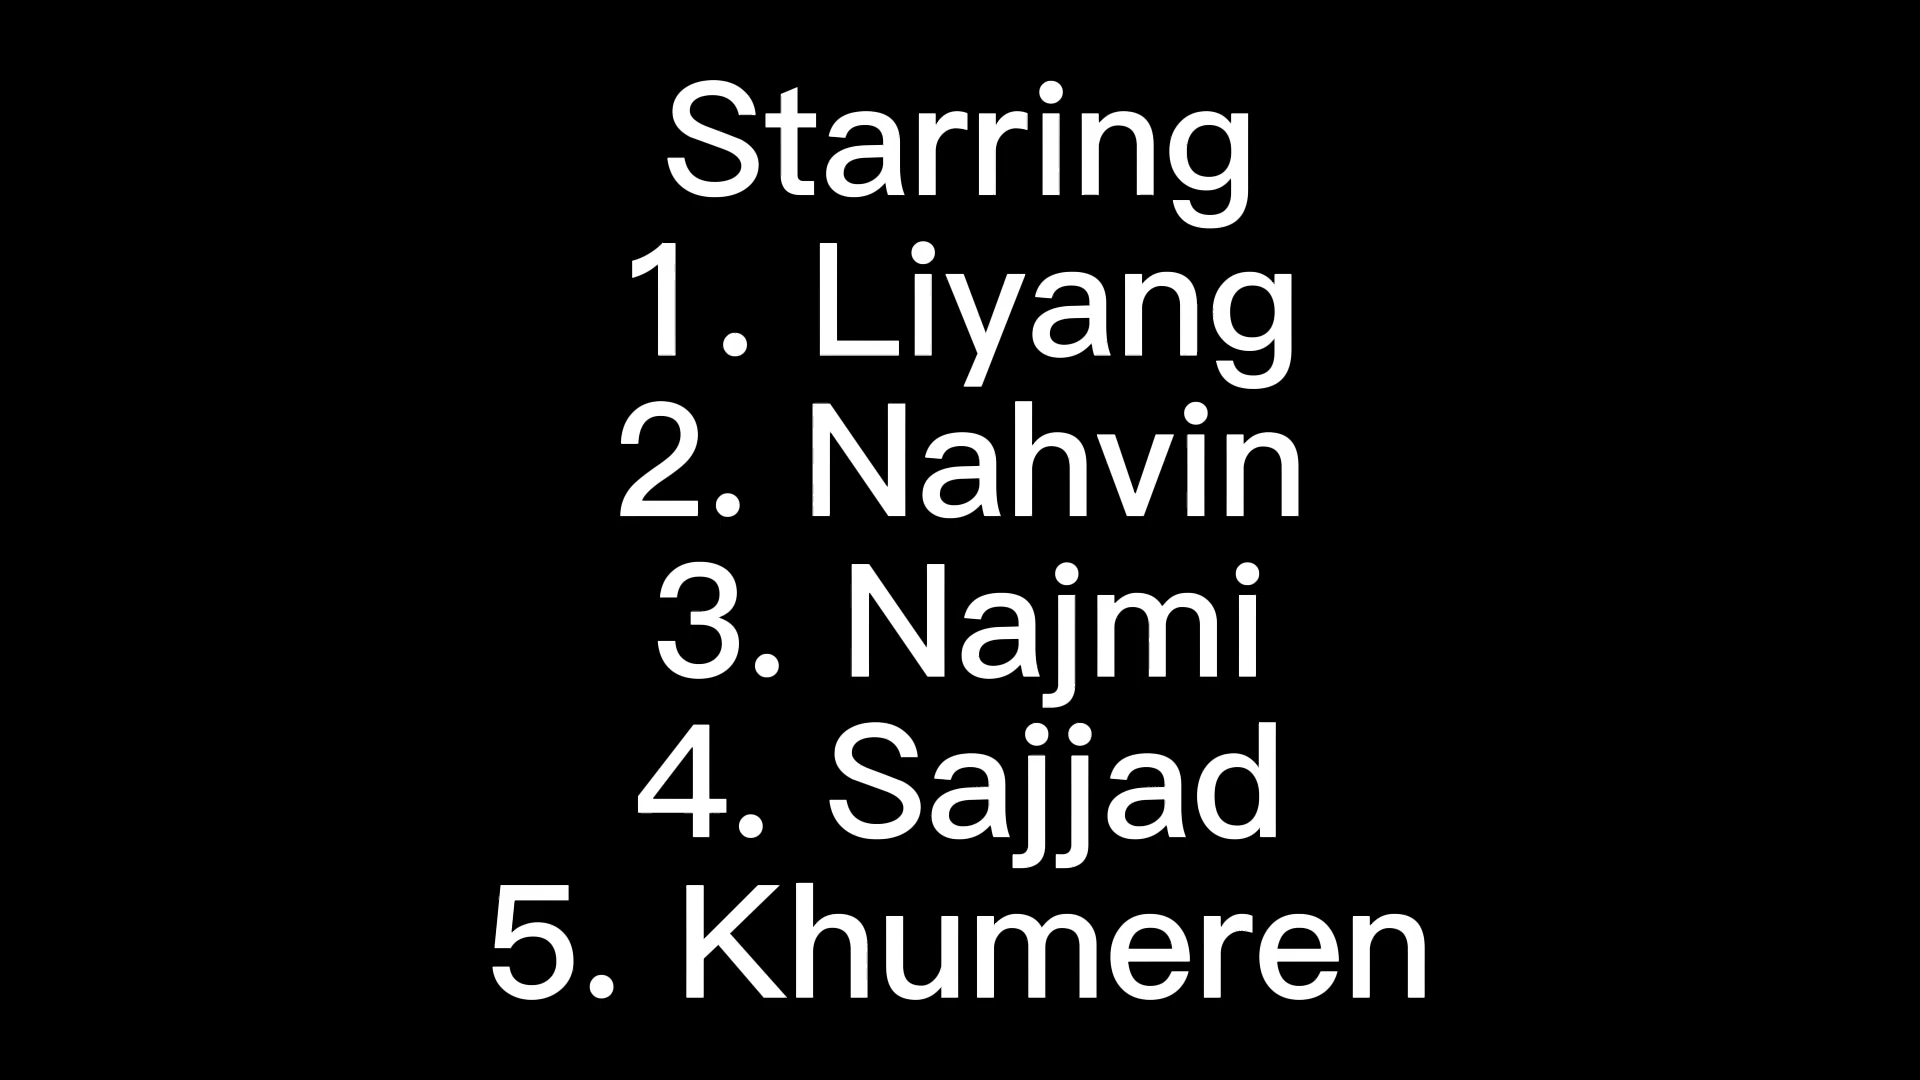 Starring
1. Liyang
2. Nahvin
3. Najmi
4. Sajjad
5. Khumeren